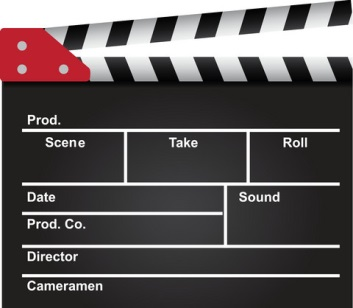 Prod.
Scene Take Roll
Date Sound
Prod. Co.
Director
Cameramen